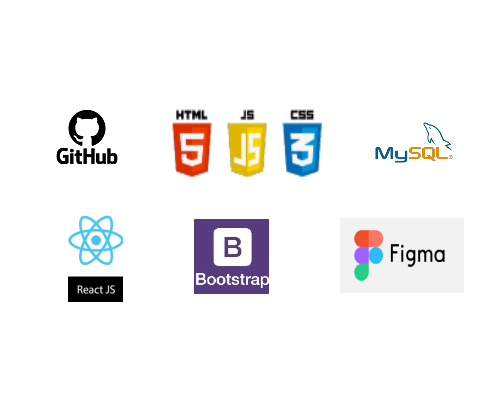 HTML JS CSS
5 JS 3
GitHub
MySQL®
React JS
B
Bootstrap
Figma